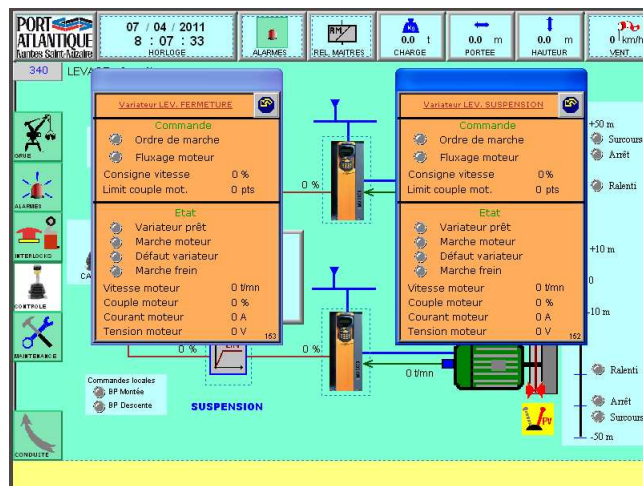 PORT
ATLANTIQUE
Nantes Saint-Nazaire
07 / 04 / 2011
8 : 07 : 33
HORLOGE
ALARMES
RM
REL. MAITRES
Kg
0.0 t
CHARGE
0.0 m
PORTEE
0.0 m
HAUTEUR
0 km/h
VENT
340
GRUE
ALARMES
INTERLOCKS
CONTROLE
MAINTENANCE
CONDUITE
Variateur LEV. FERMETURE
Commande
Ordre de marche
Fluxage moteur
Consigne vitesse 0 %
Limit couple mot. 0 pts
Etat
Variateur prêt
Marche moteur
Défaut variateur
Marche frein
Vitesse moteur 0 t/mn
Couple moteur 0 %
Courant moteur 0 A
Tension moteur 0 V
153
Variateur LEV. SUSPENSION
Commande
Ordre de marche
Fluxage moteur
Consigne vitesse 0 %
Limit couple mot. 0 pts
Etat
Variateur prêt
Marche moteur
Défaut variateur
Marche frein
Vitesse moteur 0 t/mn
Couple moteur 0 %
Courant moteur 0 A
Tension moteur 0 V
152
0 %
0 %
0 %
0 t/mn
+50 m
Surcourse
Arrêt
Ralenti
+10 m
0
-10 m
Ralenti
Arrêt
Surcourse
-50 m
Commandes locales
BP Montée
BP Descente
SUSPENSION
PV